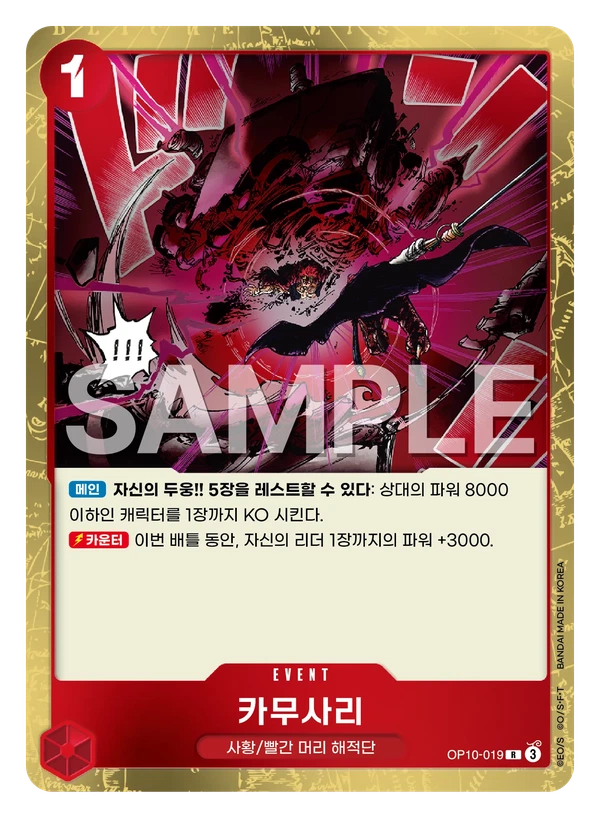 1
!!!
SAMPLE
메인 자신의 두웅!! 5장을 레스트할 수 있다: 상대의 파워 8000
이하인 캐릭터를 1장까지 KO 시킨다.
카운터 이번 배틀 동안, 자신의 리더 1장까지의 파워 +3000.
EVENT
카무사리
사황/빨간 머리 해적단
OP10-019 R 3
©EO/S ©O/S·F·T BANDAI MADE IN KOREA